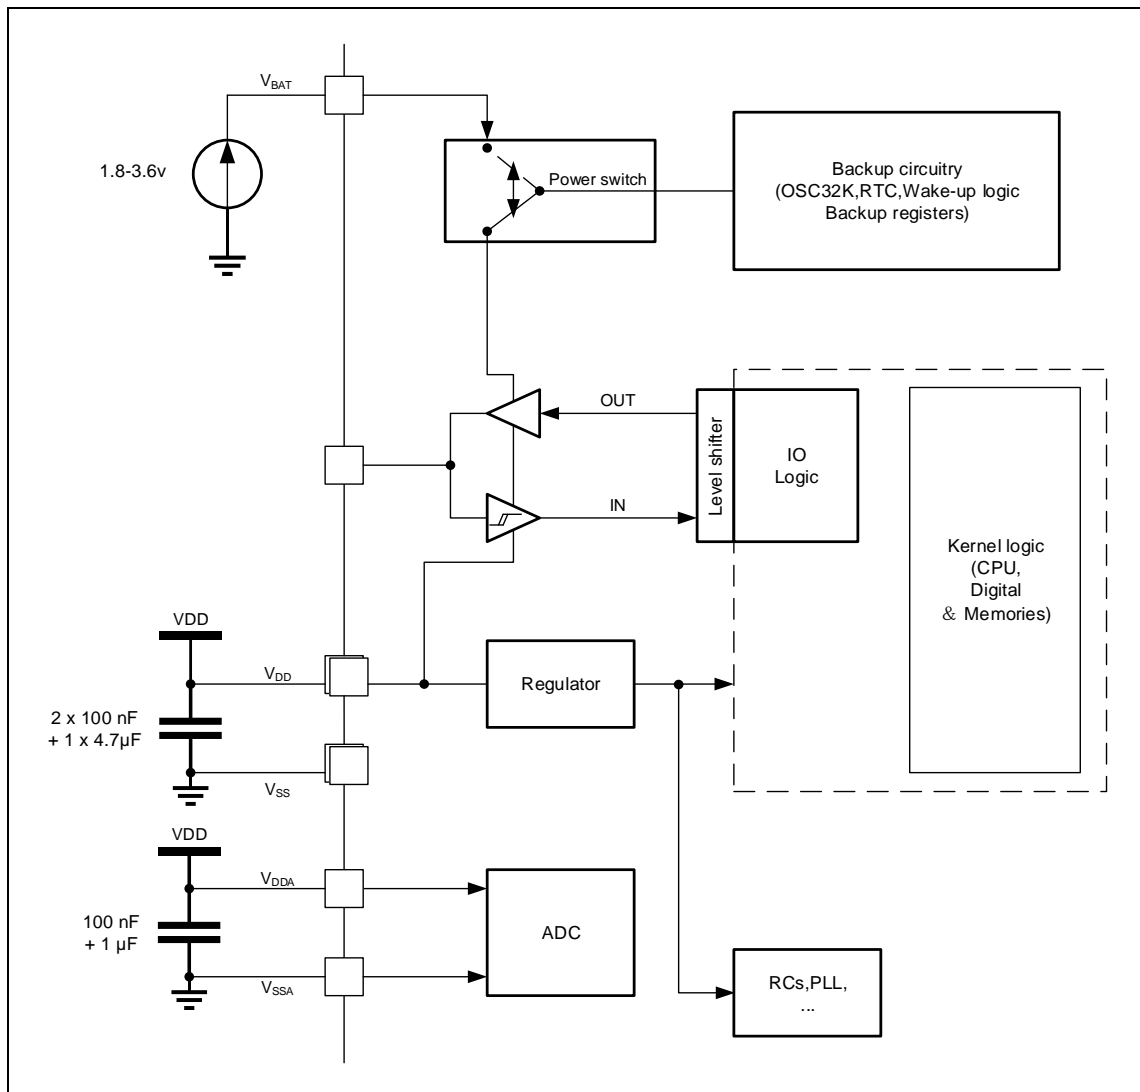 VBAT
1.8-3.6v
Power switch
Backup circuitry
(OSC32K,RTC,Wake-up logic
Backup registers)
OUT
IN
Level shifter
IO
Logic
Kernel logic
(CPU,
Digital
& Memories)
VDD
VDD
2 x 100 nF
+ 1 x 4.7µF
VSS
Regulator
VDD
VDDA
100 nF
+ 1 µF
VSSA
ADC
RCs,PLL,
...